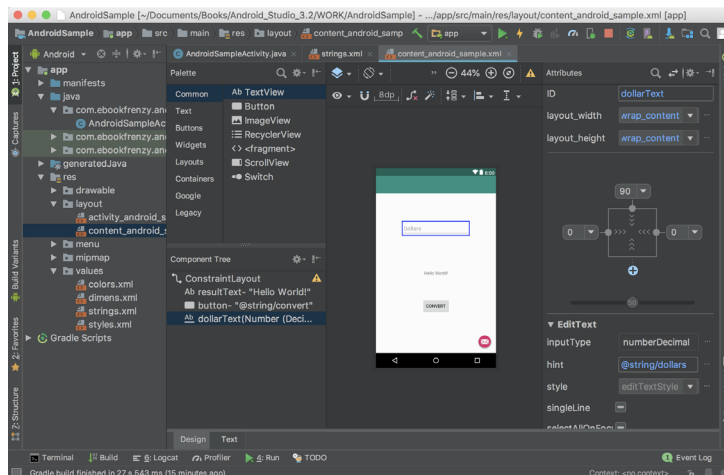 AndroidSample [~/Documents/Books/Android_Studio_3.2/WORK/AndroidSample] - .../app/src/main/res/layout/content_android_sample.xml [app]
AndroidSample app src main res layout content_android_samp app
Android
AndroidSampleActivity.java strings.xml content_android_sample.xml
1: Project
Captures
Build Variants
2: Favorites
Z: Structure
app
manifests
java
com.ebookfrenzy.an
AndroidSampleAc
com.ebookfrenzy.an
com.ebookfrenzy.an
generatedJava
res
drawable
layout
activity_android_s
content_android_s
menu
mipmap
values
colors.xml
dimens.xml
strings.xml
styles.xml
Gradle Scripts
Palette
Common
Text
Buttons
Widgets
Layouts
Containers
Google
Legacy
Ab TextView
Button
ImageView
RecyclerView
<> <fragment>
ScrollView
Switch
Component Tree
ConstraintLayout
Ab resultText- "Hello World!"
button- "@string/convert"
Ab dollarText(Number (Deci...
44%
8dp
8:00
Dollars
Hello World!
CONVERT
Attributes
ID dollarText
layout_width wrap_content
layout_height wrap_content
90
0 0
50
EditText
inputType numberDecimal
hint @string/dollars
style editTextStyle
singleLine
selectAllOnFocu
Design Text
Terminal Build 6: Logcat Profiler 4: Run TODO Event Log
Gradle build finished in 27 s 543 ms (15 minutes ago) Context: <no context>